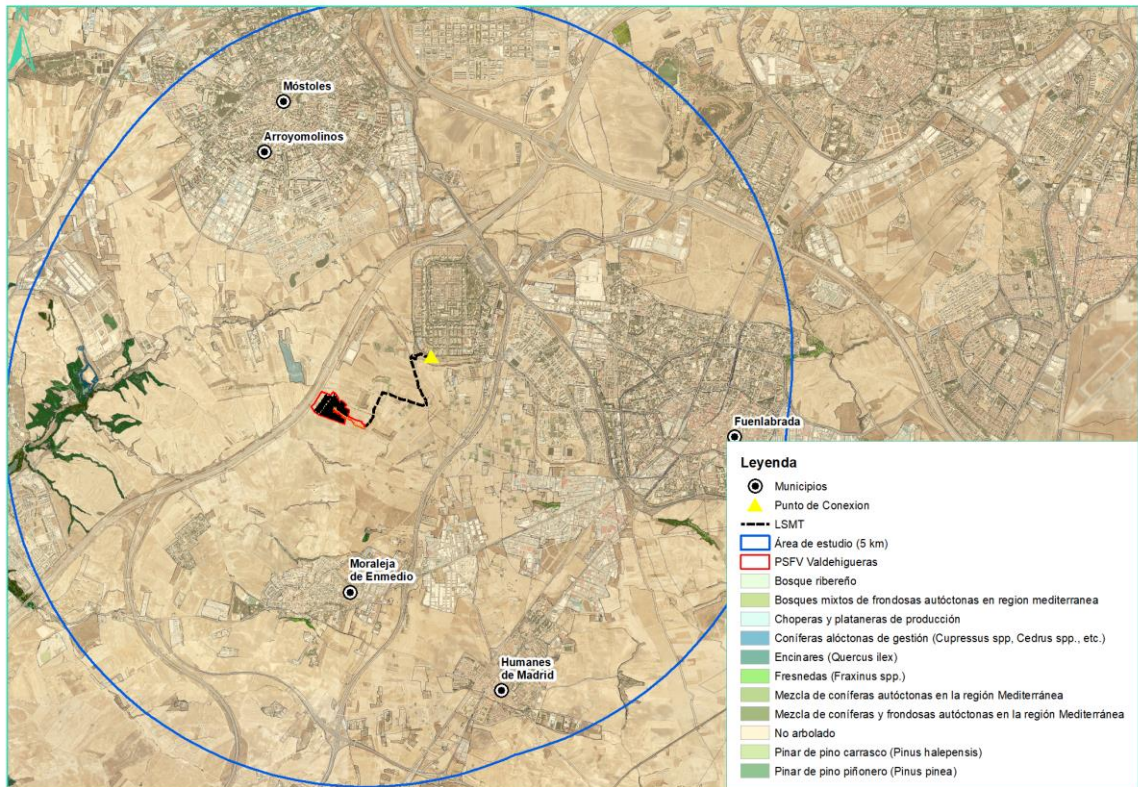 Móstoles
Arroyomolinos
Fuenlabrada
Moraleja
de Enmedio
Humanes
de Madrid
Leyenda
Municipios
Punto de Conexion
LSMT
Área de estudio (5 km)
PSFV Valdehigueras
Bosque ribereño
Bosques mixtos de frondosas autóctonas en region mediterranea
Choperas y plataneras de producción
Coníferas alóctonas de gestión (Cupressus spp, Cedrus spp., etc.)
Encinares (Quercus ilex)
Fresnedas (Fraxinus spp.)
Mezcla de coníferas autóctonas en la región Mediterránea
Mezcla de coníferas y frondosas autóctonas en la región Mediterránea
No arbolado
Pinar de pino carrasco (Pinus halepensis)
Pinar de pino piñonero (Pinus pinea)